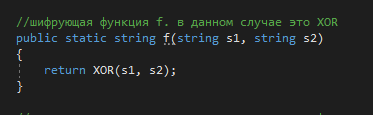 //шифрующая функция f. в данном случае это XOR
public static string f(string s1, string s2)
{
return XOR(s1, s2);
}